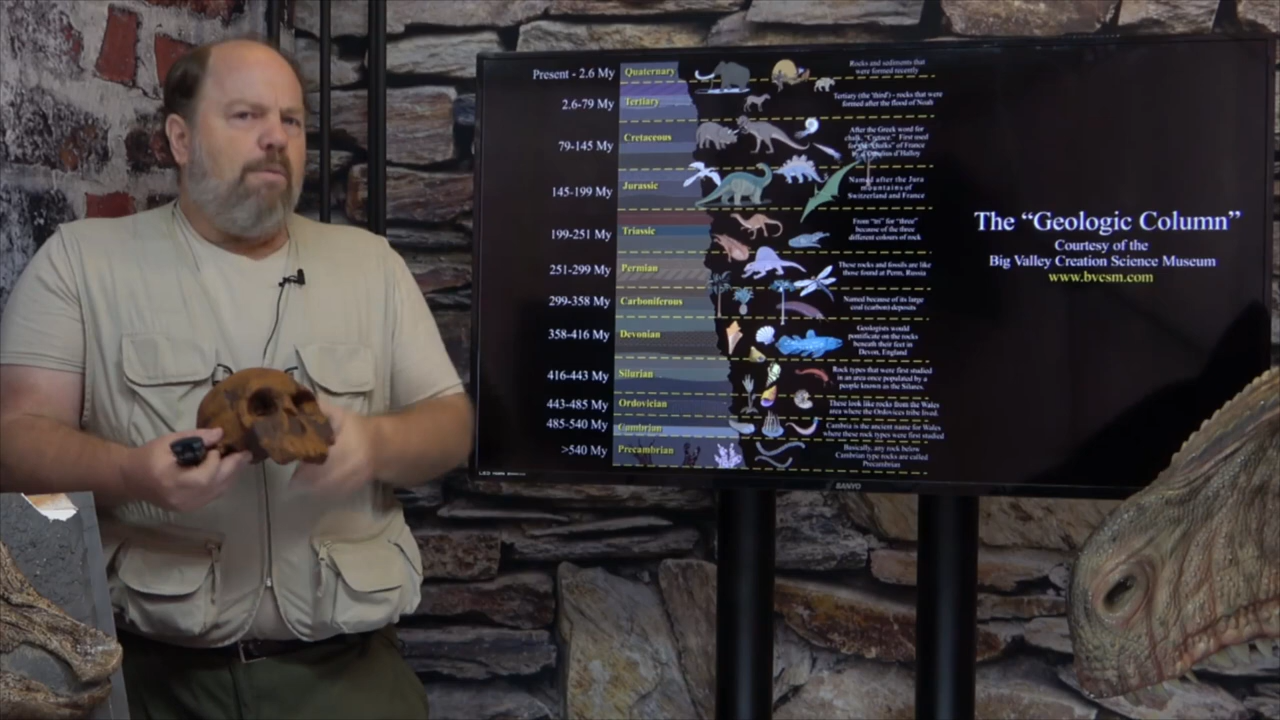 Present - 2.6 My
Quaternary
Rocks and sediments that
were formed recently
2.6-79 My
Tertiary
Tertiary (the 'third') - rocks that were
formed after the flood of Noah
79-145 My
Cretaceous
After the Greek word for
chalk, "Cretace." First used
for the "chalks" of France
d'Halloy
145-199 My
Jurassic
Named after the Jura
mountains of
Switzerland and France
199-251 My
Triassic
From "tri" for "three"
because of the three
different colours of rock
251-299 My
Permian
These rocks and fossils are like
those found at Perm, Russia
299-358 My
Carboniferous
Named because of its large
coal (carbon) deposits
358-416 My
Devonian
Geologists would
pontificate on the rocks
beneath their feet in
Devon, England
416-443 My
Silurian
Rock types that were first studied
in an area once populated by a
people known as the Silures.
443-485 My
Ordovician
These look like rocks from the Wales
area where the Ordovices tribe lived.
485-540 My
Cambrian
Cambria is the ancient name for Wales
where these rock types were first studied
>540 My
Precambrian
Basically, any rock below
Cambrian type rocks are called
Precambrian
The "Geologic Column"
Courtesy of the
Big Valley Creation Science Museum
www.bvcsm.com
SANYO